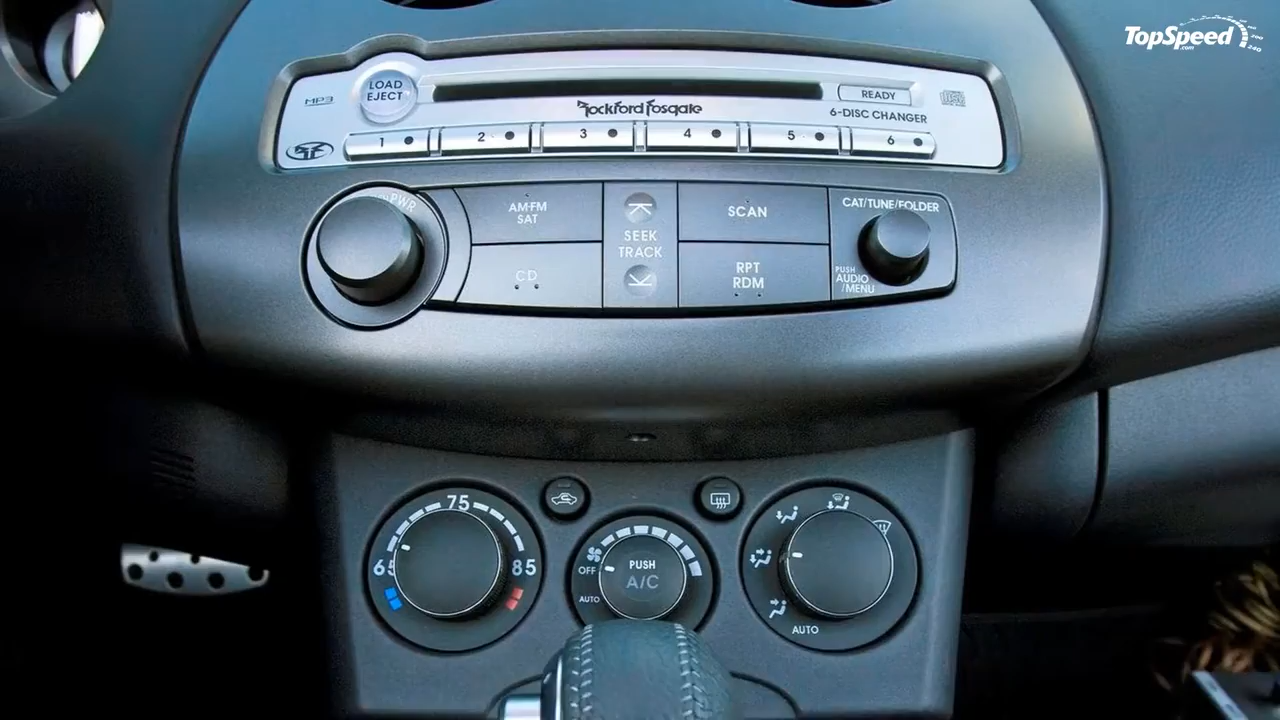 TopSpeed
.com
LOAD
EJECT
MP3
READY
Rockford Fosgate
6-DISC CHANGER
1 2 3 4 5 6
PWR
AM·FM
SAT
SCAN
CAT/TUNE/FOLDER
SEEK
TRACK
CD
RPT
RDM
PUSH
AUDIO
/MENU
75
65
85
OFF
AUTO
PUSH
A/C
AUTO